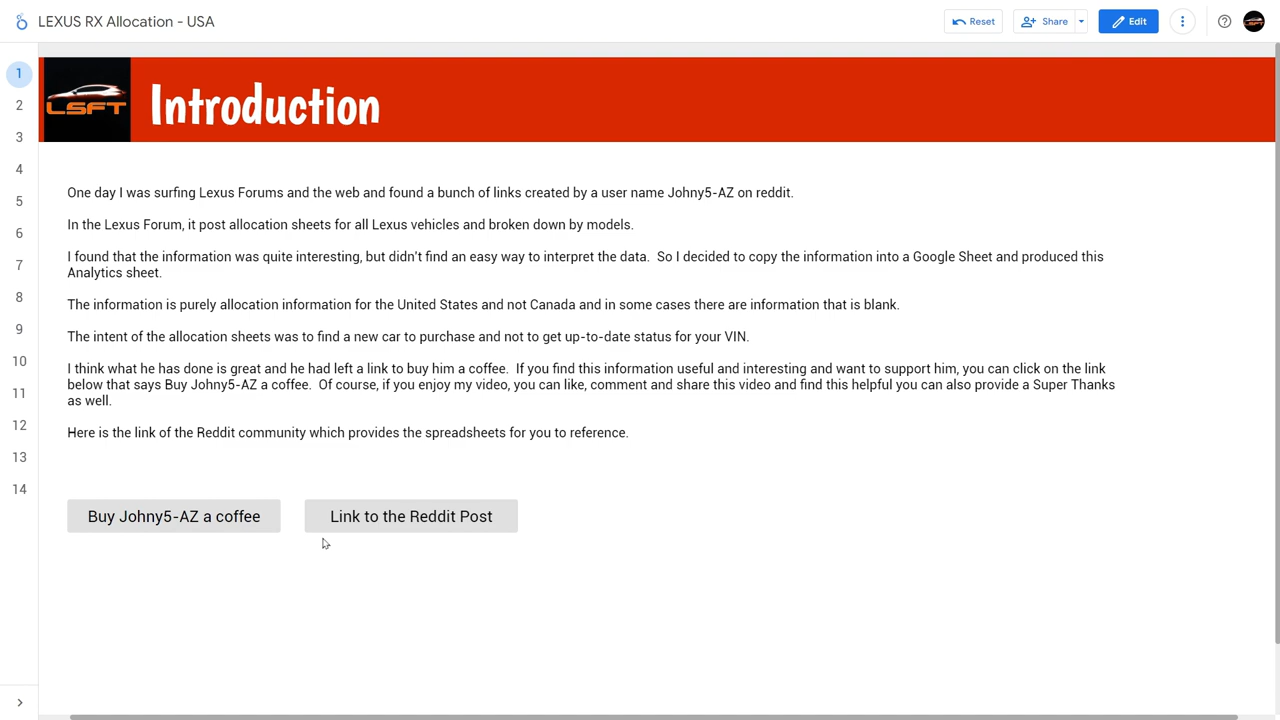 LEXUS RX Allocation - USA
Reset
Share
Edit
LSFT
1
2
3
4
5
6
7
8
9
10
11
12
13
14
LSFT
Introduction
One day I was surfing Lexus Forums and the web and found a bunch of links created by a user name Johny5-AZ on reddit.
In the Lexus Forum, it post allocation sheets for all Lexus vehicles and broken down by models.
I found that the information was quite interesting, but didn't find an easy way to interpret the data.  So I decided to copy the information into a Google Sheet and produced this
Analytics sheet.
The information is purely allocation information for the United States and not Canada and in some cases there are information that is blank.
The intent of the allocation sheets was to find a new car to purchase and not to get up-to-date status for your VIN.
I think what he has done is great and he had left a link to buy him a coffee.  If you find this information useful and interesting and want to support him, you can click on the link
below that says Buy Johny5-AZ a coffee.  Of course, if you enjoy my video, you can like, comment and share this video and find this helpful you can also provide a Super Thanks
as well.
Here is the link of the Reddit community which provides the spreadsheets for you to reference.
Buy Johny5-AZ a coffee
Link to the Reddit Post